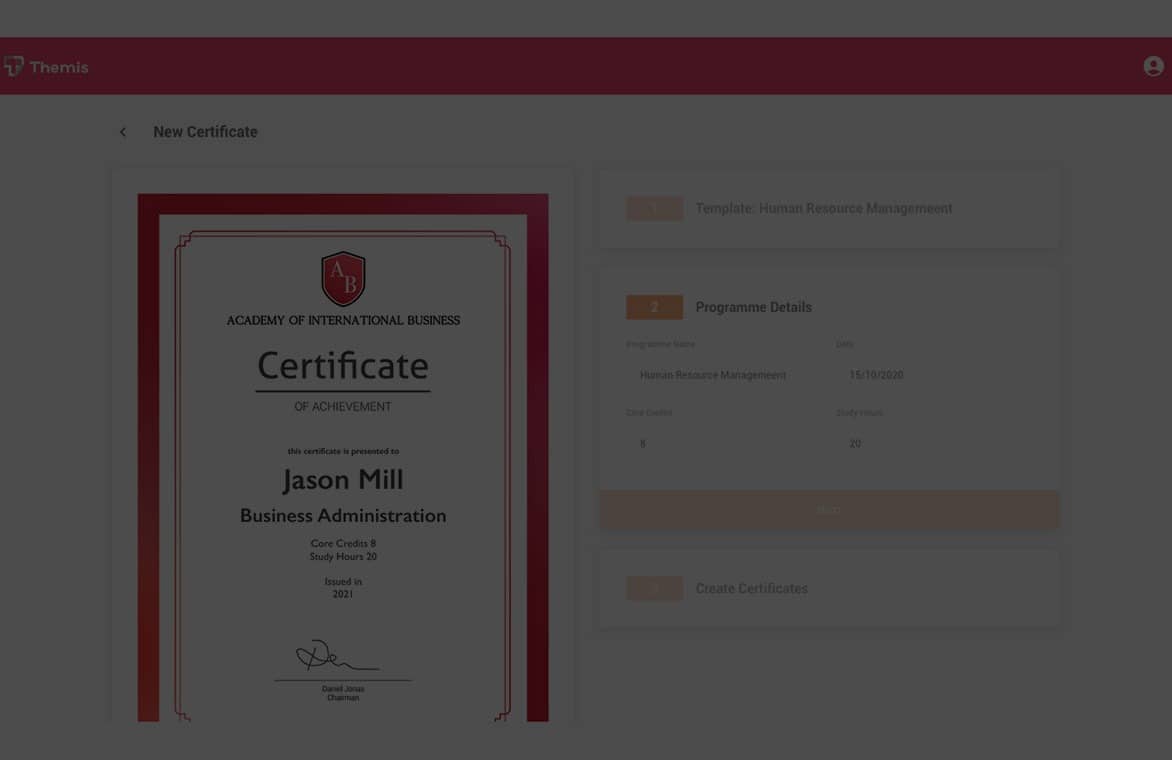 Themis
New Certificate
A
B
ACADEMY OF INTERNATIONAL BUSINESS
Certificate
OF ACHIEVEMENT
this certificate is presented to
Jason Mill
Business Administration
Core Credits 8
Study Hours 20
Issued in
2021
Daniel Jonas
Chairman
1 Template: Human Resource Managemeent
2 Programme Details
Programme Name Date
Human Resource Managemeent 15/10/2020
Core Credits Study Hours
8 20
3 Create Certificates